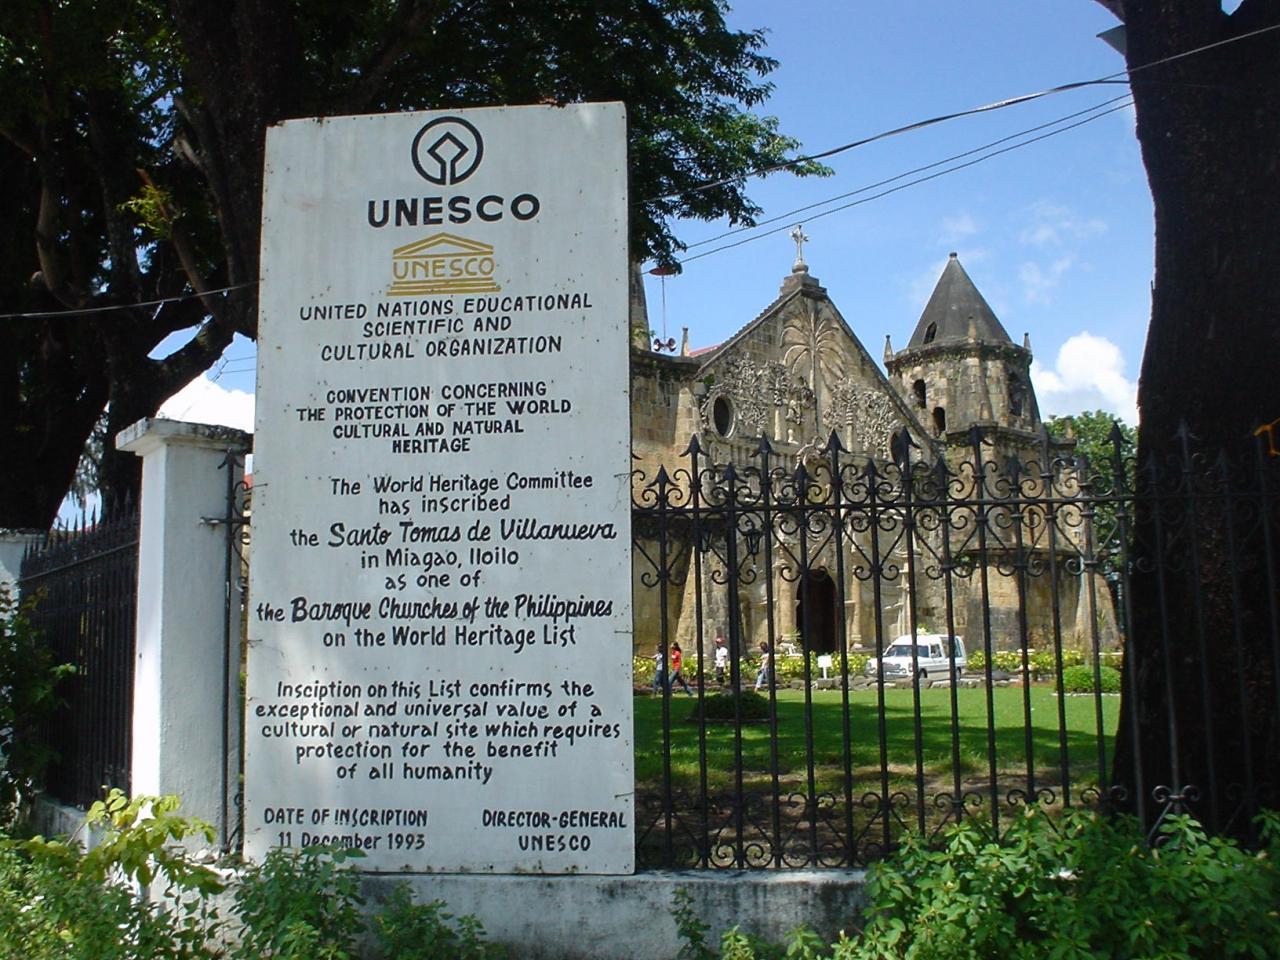 UNESCO
UNESCO
UNITED NATIONS EDUCATIONAL
SCIENTIFIC AND
CULTURAL ORGANIZATION
CONVENTION CONCERNING
THE PROTECTION OF THE WORLD
CULTURAL AND NATURAL
HERITAGE
The World Heritage Committee
has inscribed
the Santo Tomas de Villanueva
in Miagao, Iloilo
as one of
the Baroque Churches of the Philippines
on the World Heritage List
Insciption on this List confirms the
exceptional and universal value of a
cultural or natural site which requires
protection for the benefit
of all humanity
DATE OF INSCRIPTION
11 December 1993
DIRECTOR-GENERAL
UNESCO